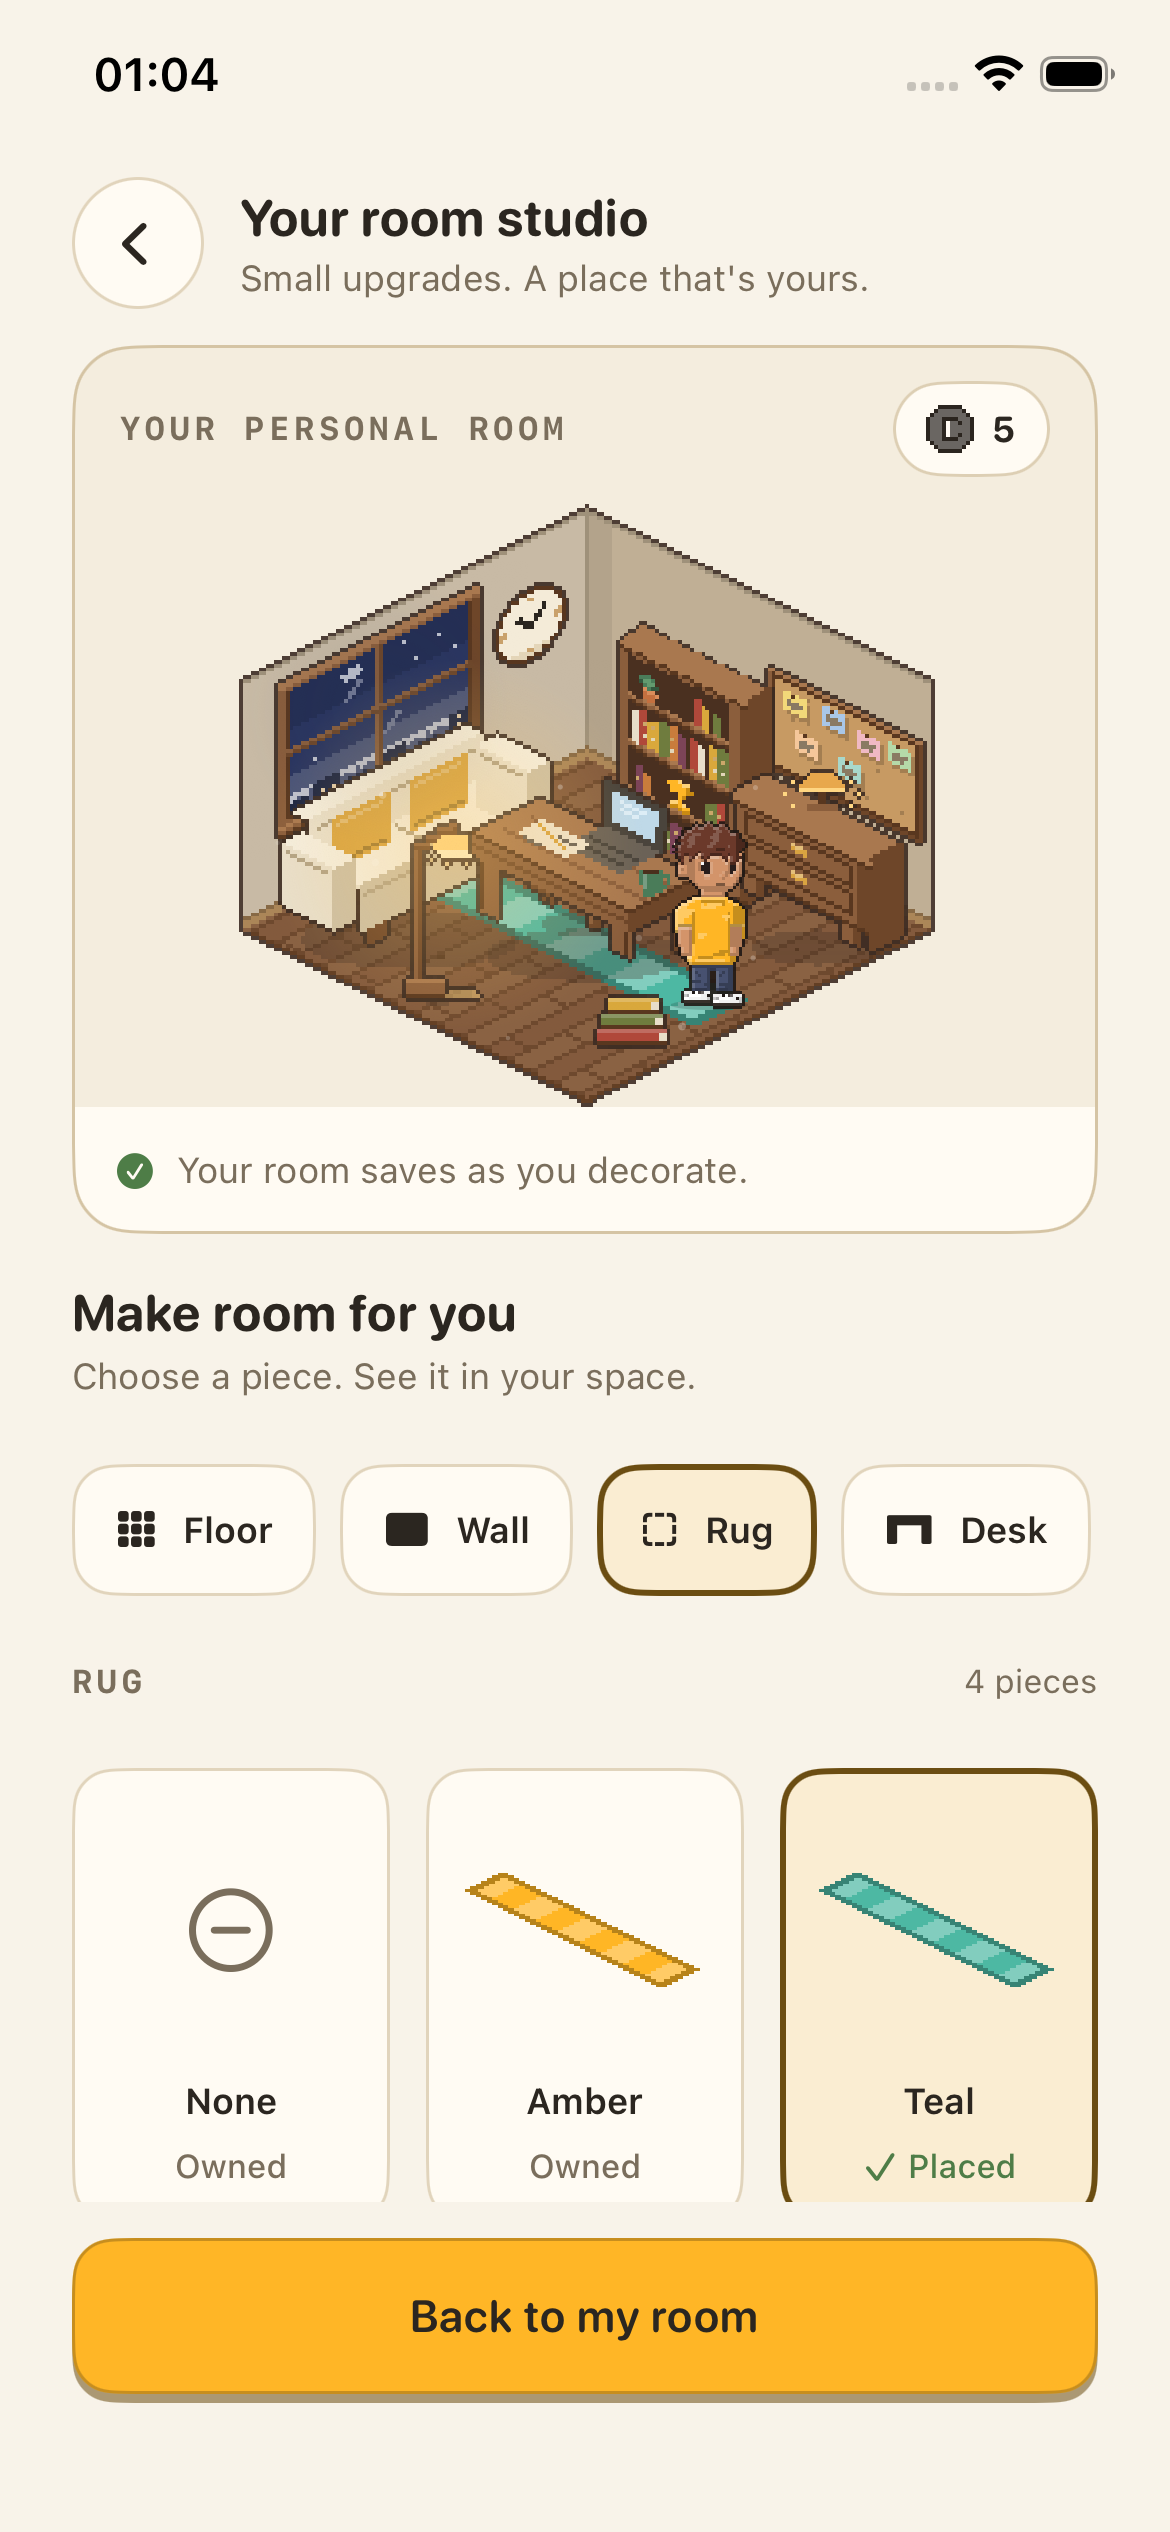 01:04
Your room studio
Small upgrades. A place that's yours.
YOUR PERSONAL ROOM
5
Your room saves as you decorate.
Make room for you
Choose a piece. See it in your space.
Floor
Wall
Rug
Desk
RUG
4 pieces
None
Owned
Amber
Owned
Teal
Placed
Back to my room